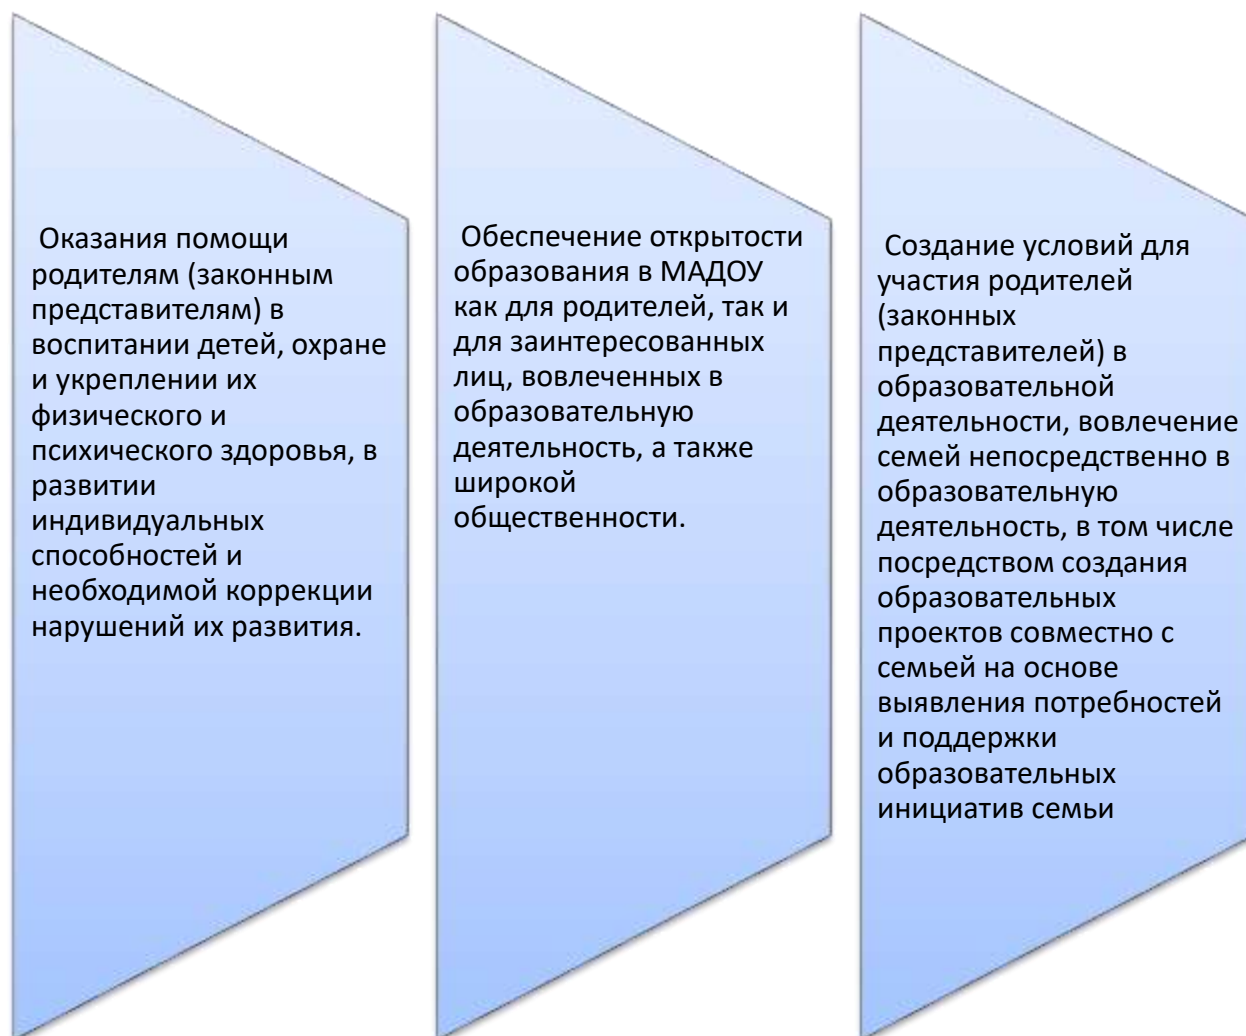 Оказания помощи
родителям (законным
представителям) в
воспитании детей, охране
и укреплении их
физического и
психического здоровья, в
развитии
индивидуальных
способностей и
необходимой коррекции
нарушений их развития.
Обеспечение открытости
образования в МАДОУ
как для родителей, так и
для заинтересованных
лиц, вовлеченных в
образовательную
деятельность, а также
широкой
общественности.
Создание условий для
участия родителей
(законных
представителей) в
образовательной
деятельности, вовлечение
семей непосредственно в
образовательную
деятельность, в том числе
посредством создания
образовательных
проектов совместно с
семьей на основе
выявления потребностей
и поддержки
образовательных
инициатив семьи